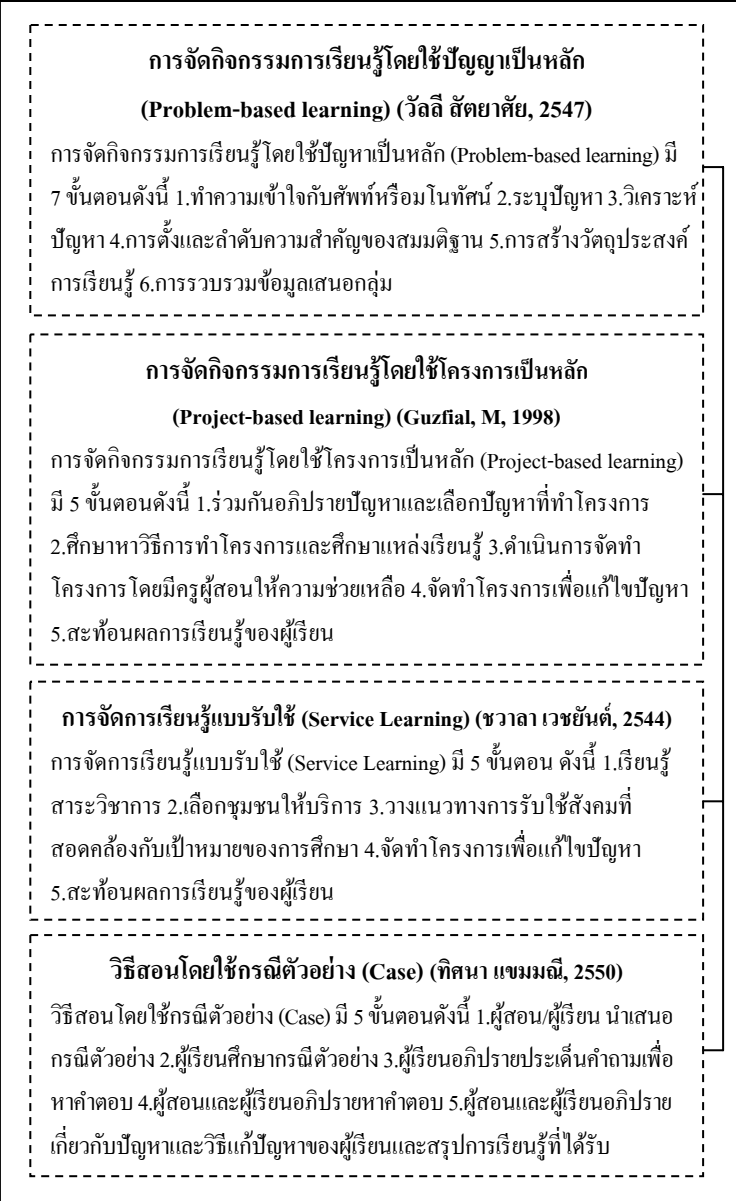 การจัดกิจกรรมการเรียนรู้โดยใช้ปัญญาเป็นหลัก
(Problem-based learning) (วัลลี สัตยาศัย, 2547)
การจัดกิจกรรมการเรียนรู้โดยใช้ปัญหาเป็นหลัก (Problem-based learning) มี
7 ขั้นตอนดังนี้ 1.ทำความเข้าใจกับศัพท์หรือมโนทัศน์ 2.ระบุปัญหา 3.วิเคราะห์
ปัญหา 4.การตั้งและลำดับความสำคัญของสมมติฐาน 5.การสร้างวัตถุประสงค์
การเรียนรู้ 6.การรวบรวมข้อมูลเสนอกลุ่ม
การจัดกิจกรรมการเรียนรู้โดยใช้โครงการเป็นหลัก
(Project-based learning) (Guzfial, M, 1998)
การจัดกิจกรรมการเรียนรู้โดยใช้โครงการเป็นหลัก (Project-based learning)
มี 5 ขั้นตอนดังนี้ 1.ร่วมกันอภิปรายปัญหาและเลือกปัญหาที่ทำโครงการ
2.ศึกษาหาวิธีการทำโครงการและศึกษาแหล่งเรียนรู้ 3.ดำเนินการจัดทำ
โครงการโดยมีครูผู้สอนให้ความช่วยเหลือ 4.จัดทำโครงการเพื่อแก้ไขปัญหา
5.สะท้อนผลการเรียนรู้ของผู้เรียน
การจัดการเรียนรู้แบบรับใช้ (Service Learning) (ชวาลา เวชยันต์, 2544)
การจัดการเรียนรู้แบบรับใช้ (Service Learning) มี 5 ขั้นตอน ดังนี้ 1.เรียนรู้
สาระวิชาการ 2.เลือกชุมชนให้บริการ 3.วางแนวทางการรับใช้สังคมที่
สอดคล้องกับเป้าหมายของการศึกษา 4.จัดทำโครงการเพื่อแก้ไขปัญหา
5.สะท้อนผลการเรียนรู้ของผู้เรียน
วิธีสอนโดยใช้กรณีตัวอย่าง (Case) (ทิศนา แขมมณี, 2550)
วิธีสอนโดยใช้กรณีตัวอย่าง (Case) มี 5 ขั้นตอนดังนี้ 1.ผู้สอน/ผู้เรียน นำเสนอ
กรณีตัวอย่าง 2.ผู้เรียนศึกษากรณีตัวอย่าง 3.ผู้เรียนอภิปรายประเด็นคำถามเพื่อ
หาคำตอบ 4.ผู้สอนและผู้เรียนอภิปรายหาคำตอบ 5.ผู้สอนและผู้เรียนอภิปราย
เกี่ยวกับปัญหาและวิธีแก้ปัญหาของผู้เรียนและสรุปการเรียนรู้ที่ได้รับ